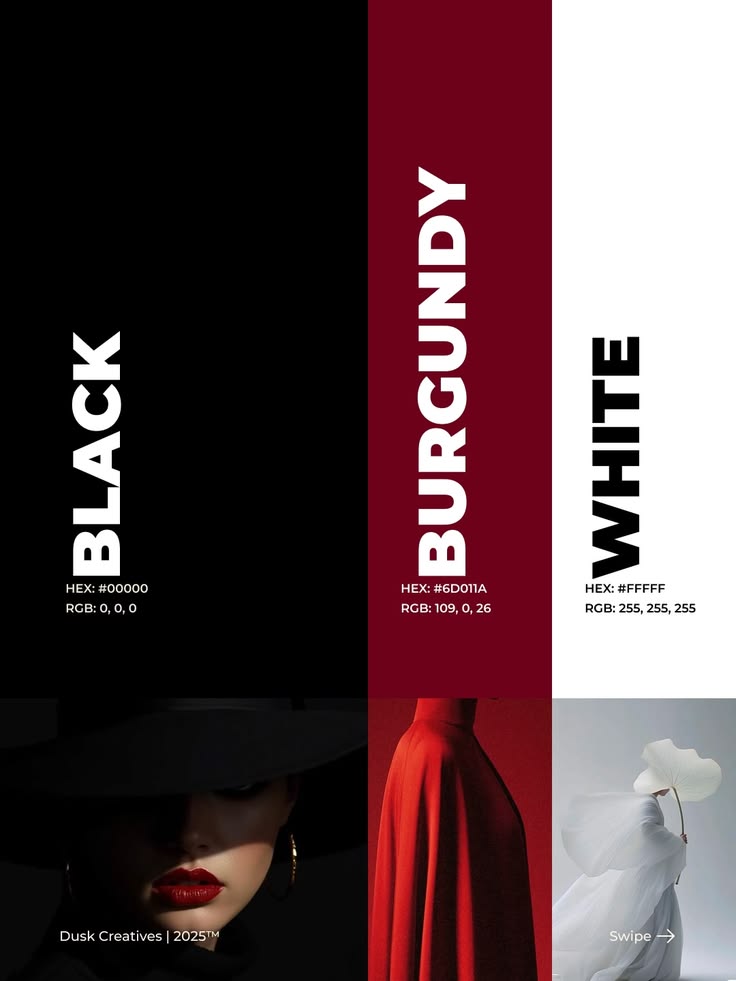 BLACK
HEX: #00000
RGB: 0, 0, 0
BURGUNDY
HEX: #6D011A
RGB: 109, 0, 26
WHITE
HEX: #FFFFF
RGB: 255, 255, 255
Dusk Creatives | 2025™
Swipe →